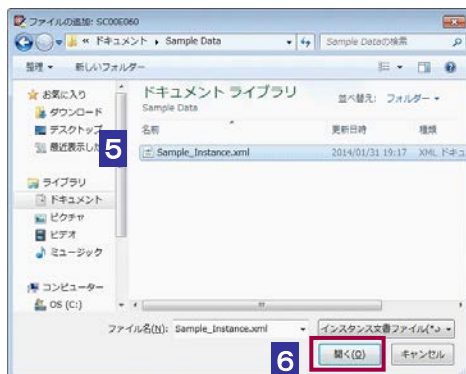 ファイルの追加: SC00E060
« ドキュメント ▸ Sample Data
Sample Dataの検索
整理 ▾ 新しいフォルダー
お気に入り
ダウンロード
デスクトップ
最近表示した
ライブラリ
ドキュメント
ピクチャ
ビデオ
ミュージック
コンピューター
OS (C:)
ドキュメント ライブラリ
Sample Data
並べ替え: フォルダー ▾
名前 更新日時 種類
5
Sample_Instance.xml 2014/01/31 19:17 XML ドキュ
ファイル名(N): Sample_Instance.xml
インスタンス文書ファイル(*.
6
開く(O) キャンセル